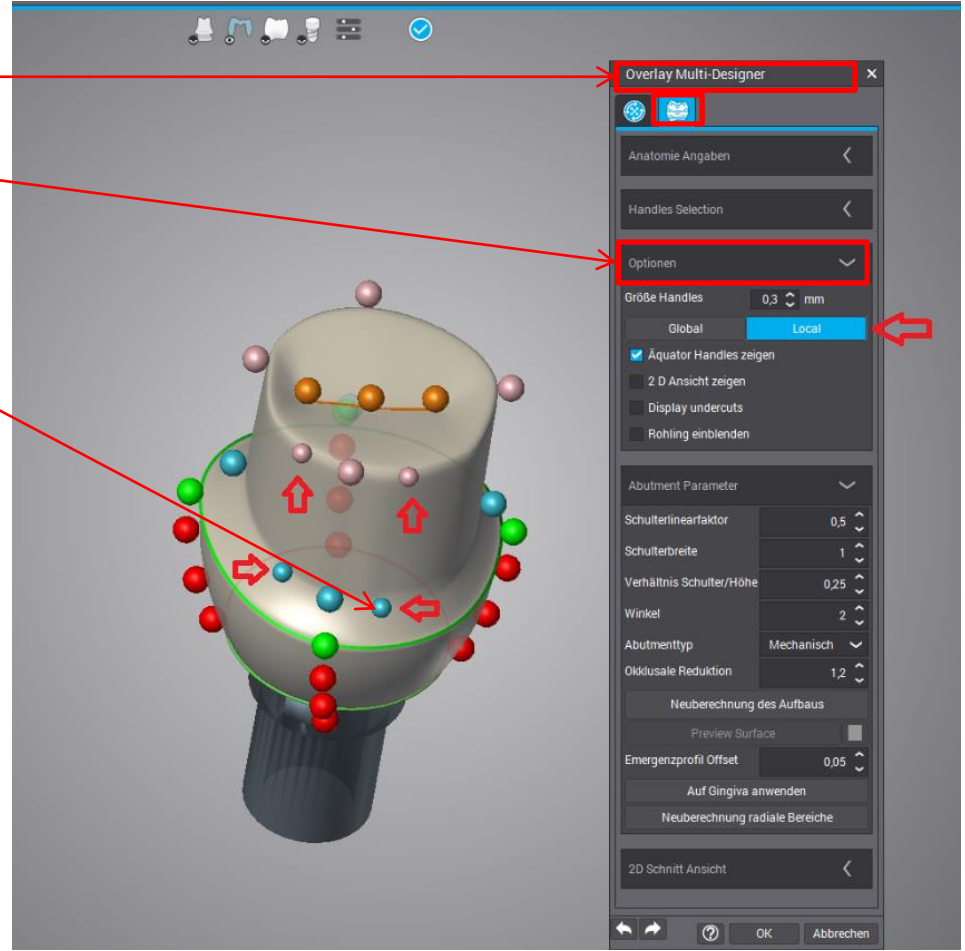 Overlay Multi-Designer
Anatomie Angaben
Handles Selection
Optionen
Größe Handles 0,3 mm
Global Local
Äquator Handles zeigen
2 D Ansicht zeigen
Display undercuts
Rohling einblenden
Abutment Parameter
Schulterlinearfaktor 0,5
Schulterbreite 1
Verhältnis Schulter/Höhe 0,25
Winkel 2
Abutmenttyp Mechanisch
Okklusale Reduktion 1,2
Neuberechnung des Aufbaus
Preview Surface
Emergenzprofil Offset 0,05
Auf Gingiva anwenden
Neuberechnung radiale Bereiche
2D Schnitt Ansicht
OK Abbrechen